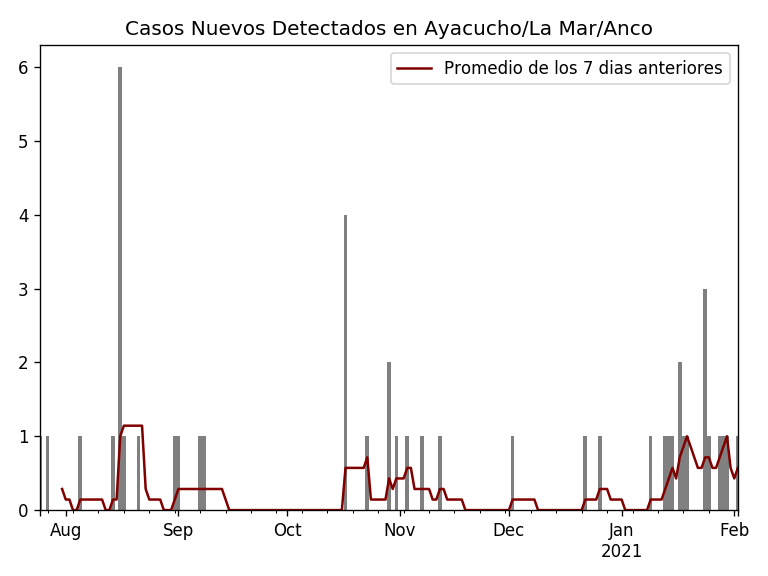 Casos Nuevos Detectados en Ayacucho/La Mar/Anco
Promedio de los 7 dias anteriores
6
5
4
3
2
1
0
Aug Sep Oct Nov Dec Jan Feb
2021